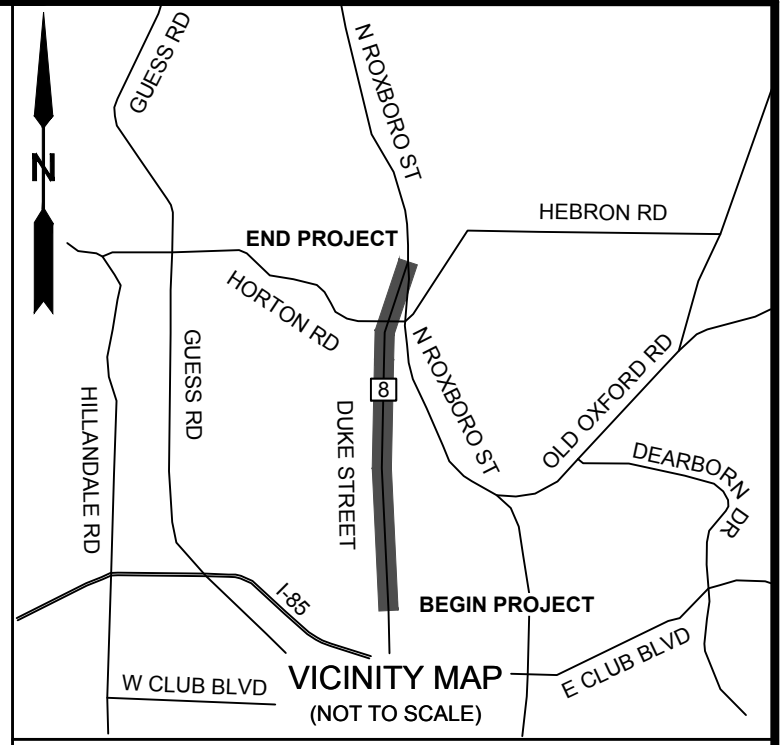 GUESS RD
N ROXBORO ST
N
HEBRON RD
END PROJECT
HORTON RD
GUESS RD
8
N ROXBORO ST
OLD OXFORD RD
HILLANDALE RD
DUKE STREET
DEARBORN DR
I-85
BEGIN PROJECT
W CLUB BLVD
VICINITY MAP
E CLUB BLVD
(NOT TO SCALE)